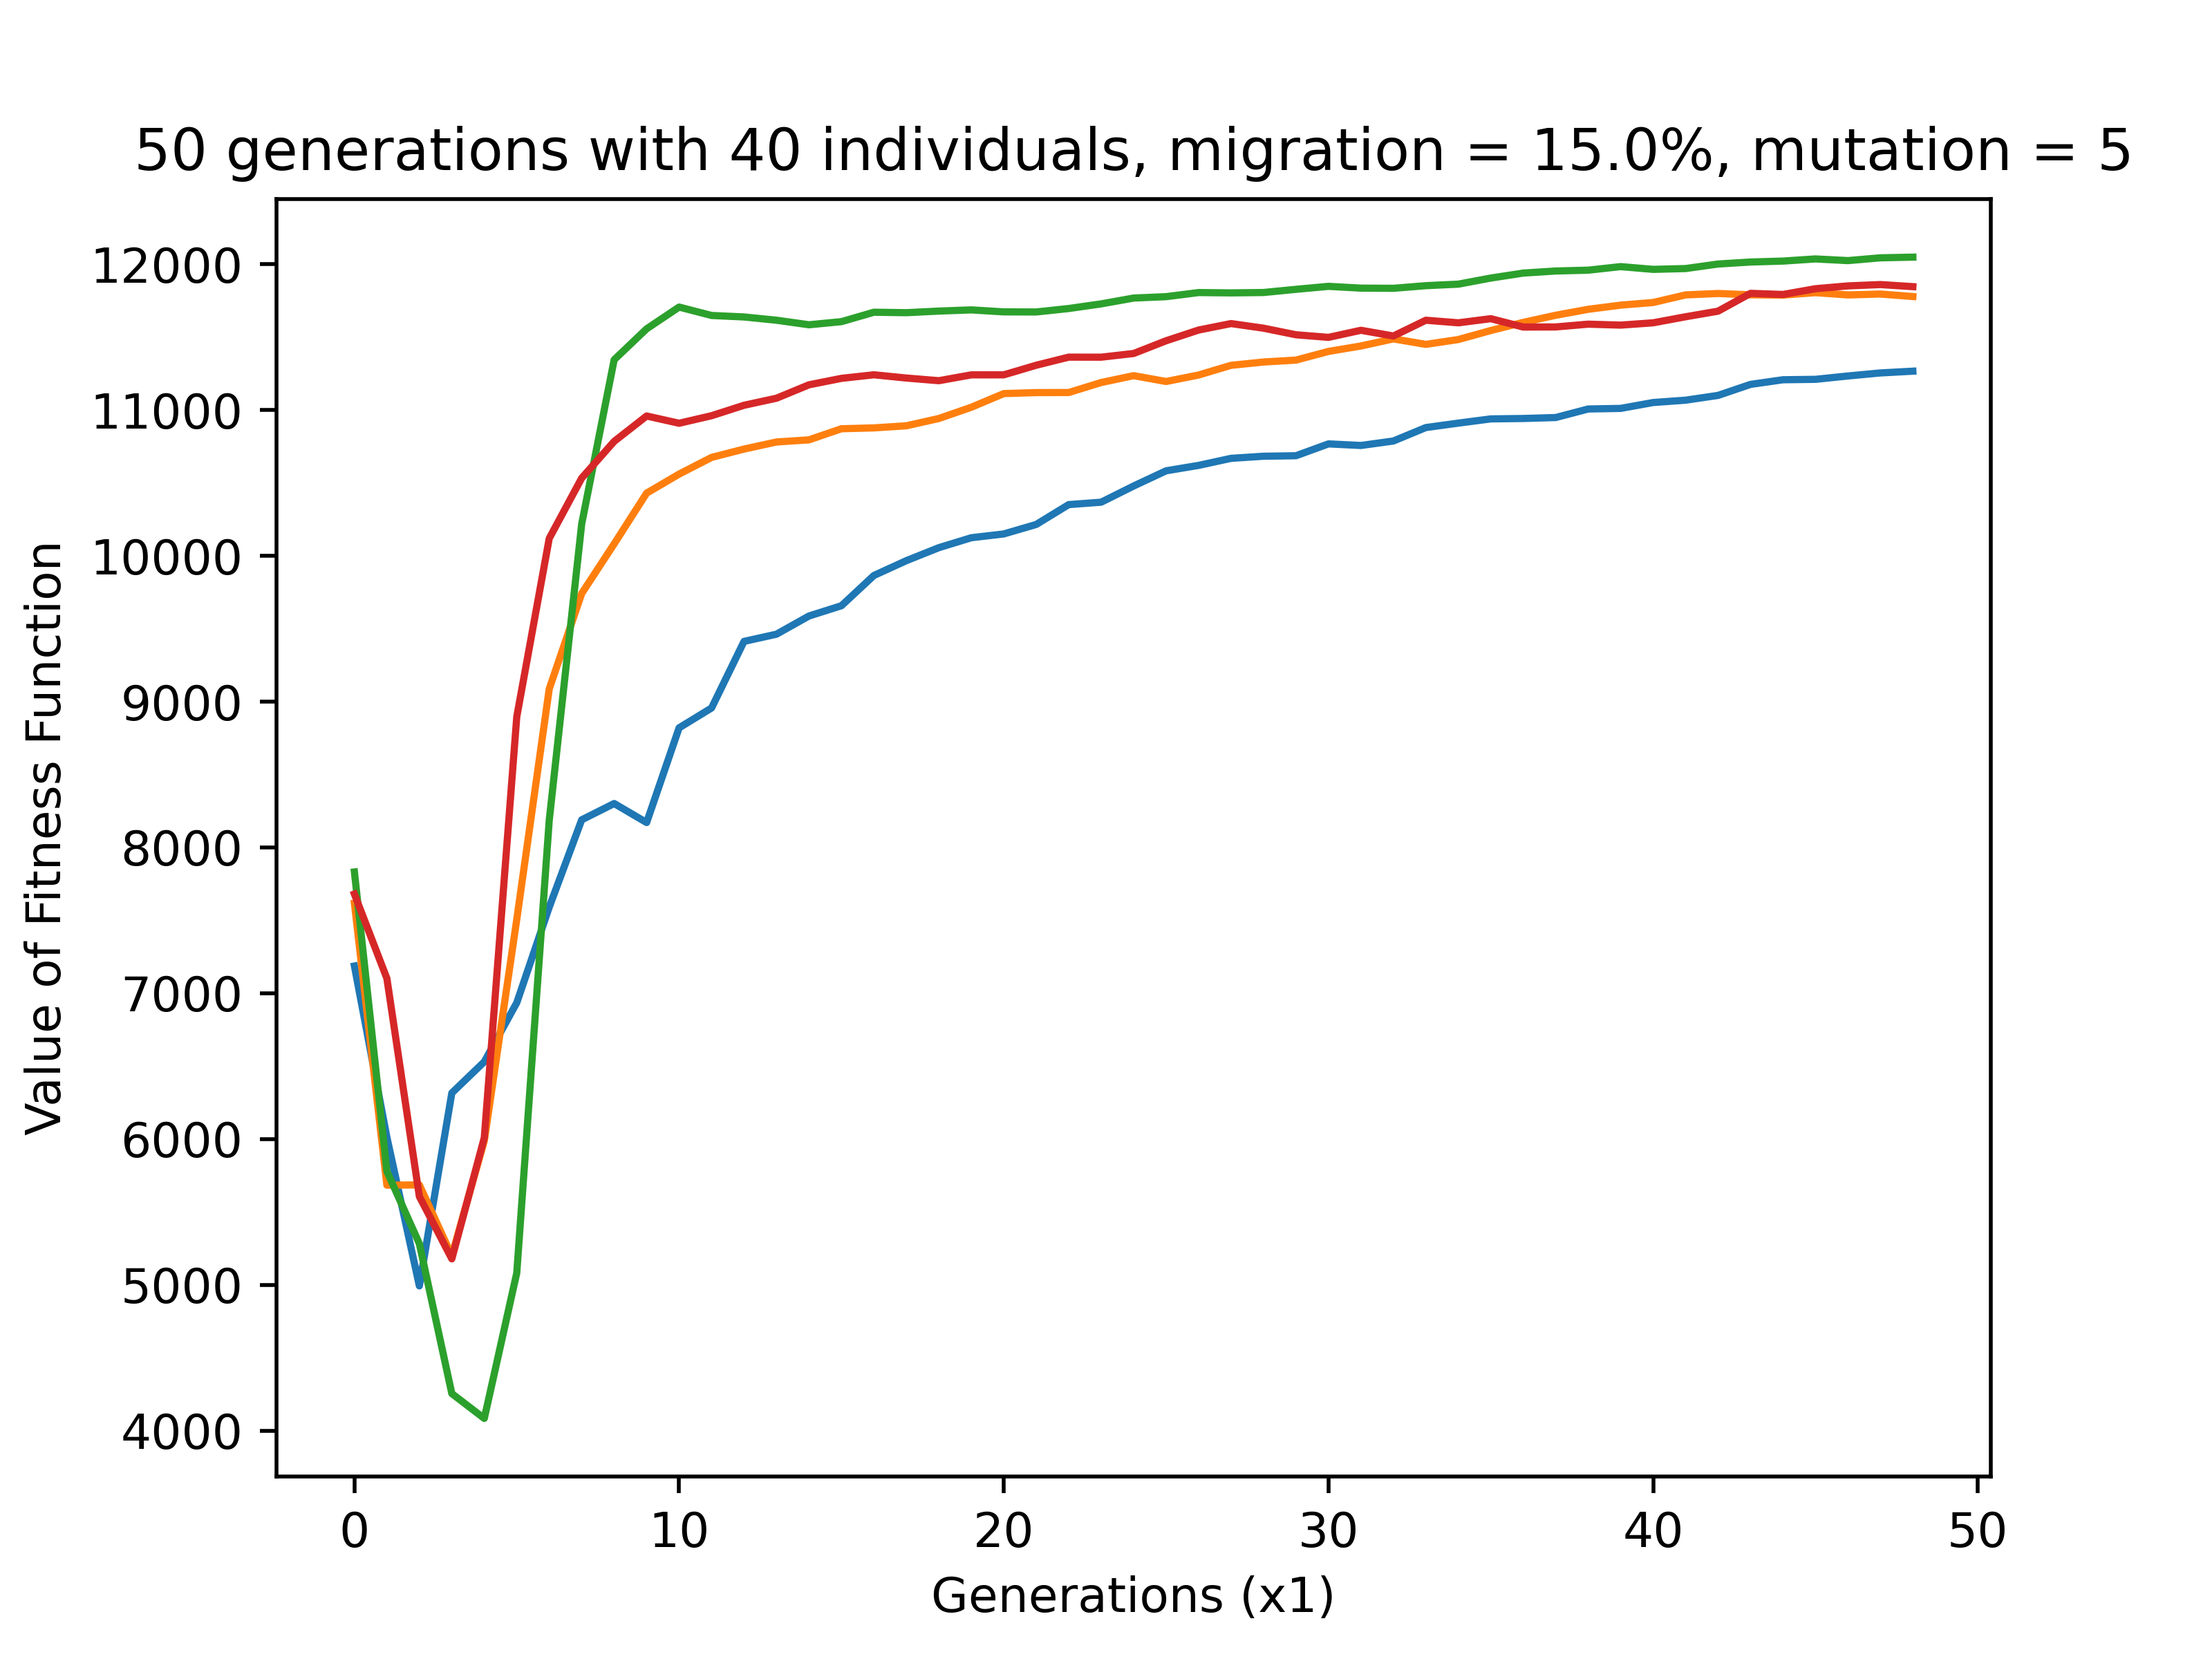 50 generations with 40 individuals, migration = 15.0%, mutation = 5
12000
11000
10000
9000
8000
7000
6000
5000
4000
Value of Fitness Function
0 10 20 30 40 50
Generations (x1)